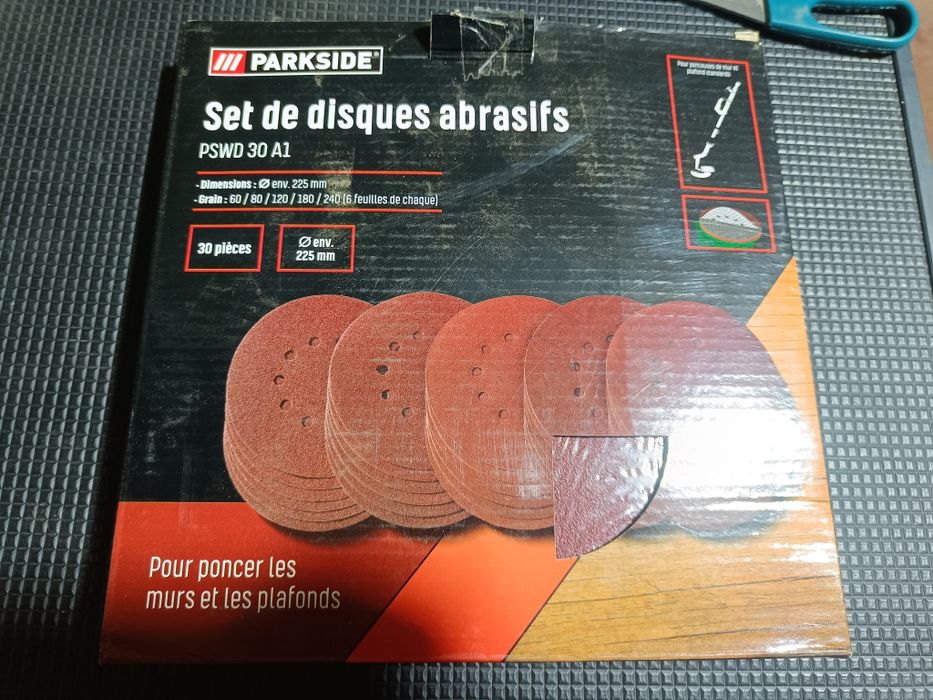 PARKSIDE®
Set de disques abrasifs
PSWD 30 A1
- Dimensions : Ø env. 225 mm
- Grain : 60 / 80 / 120 / 180 / 240 (6 feuilles de chaque)
30 pièces
Ø env.
225 mm
Pour ponceuses de mur et
plafond standards
Pour poncer les
murs et les plafonds